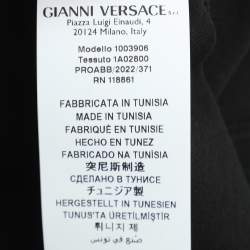 GIANNI VERSACE S.r.l.
Piazza Luigi Einaudi, 4
20124 Milano, Italy
Modello 1003906
Tessuto 1A02800
PROABB/2022/371
RN 118861
FABBRICATA IN TUNISIA
MADE IN TUNISIA
FABRIQUÉ EN TUNISIE
HECHO EN TUNEZ
FABRICADO NA TUNÍSIA
突尼斯制造
СДЕЛАНО В ТУНИСЕ
チュニジア製
HERGESTELLT IN TUNESIEN
TUNUS'TA ÜRETİLMİŞTİR
튀니지 제
صنع في تونس